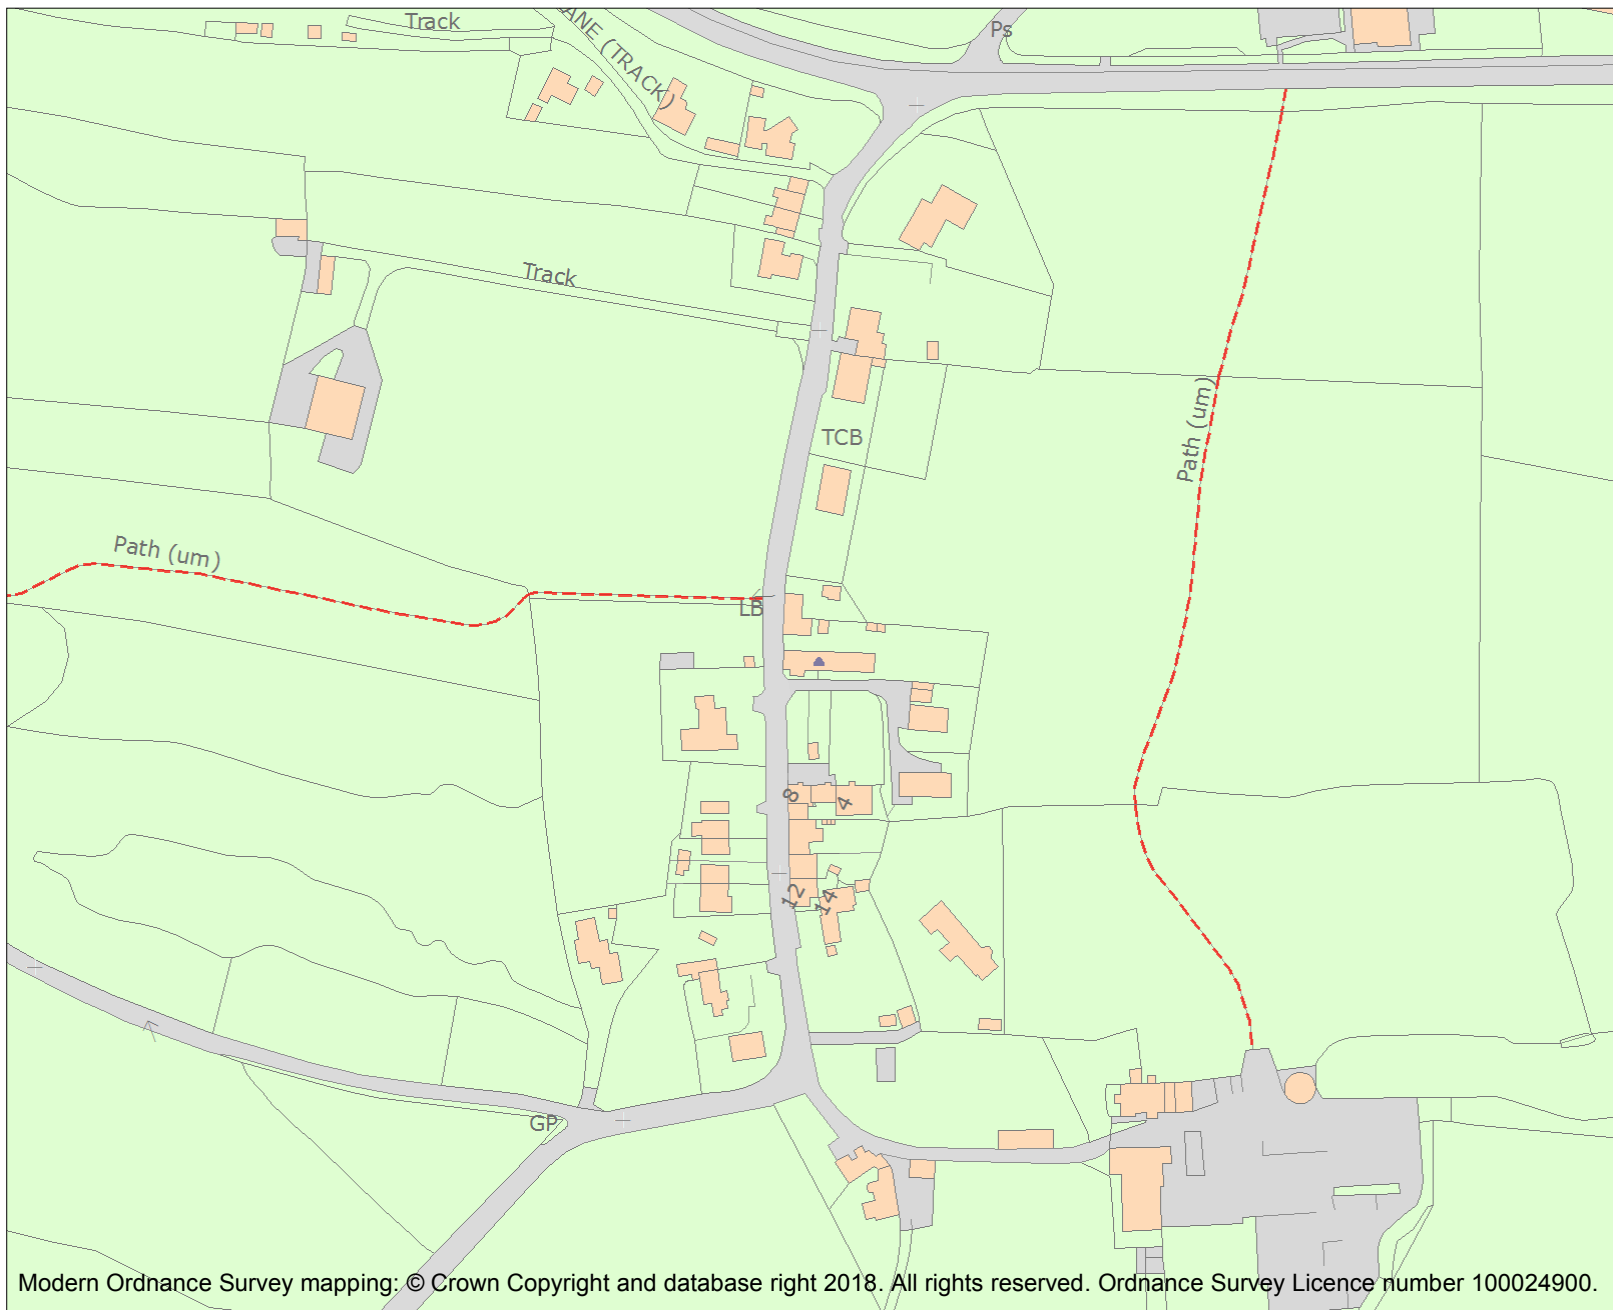 Track
ANE (TRACK)
Ps
Track
Path (um)
TCB
Path (um)
LB
8
4
12
14
GP
Modern Ordnance Survey mapping: © Crown Copyright and database right 2018. All rights reserved. Ordnance Survey Licence number 100024900.